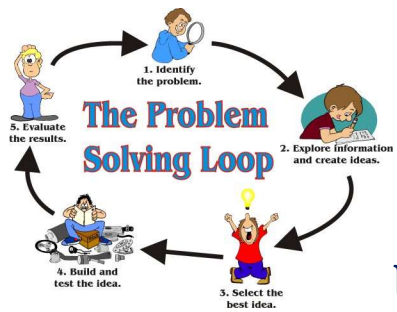 The Problem
Solving Loop
1. Identify
the problem.
2. Explore information
and create ideas.
3. Select the
best idea.
4. Build and
test the idea.
5. Evaluate
the results.